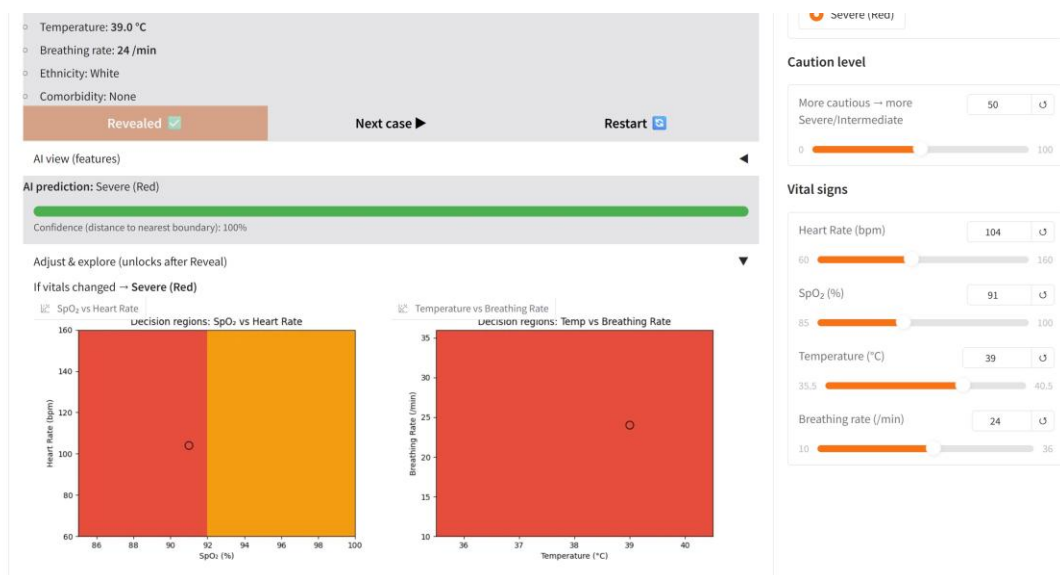 Temperature: 39.0 °C
Breathing rate: 24 /min
Ethnicity: White
Comorbidity: None
Revealed ✅
Next case ▶
Restart 🔄
AI view (features) ◀
AI prediction: Severe (Red)
Confidence (distance to nearest boundary): 100%
Adjust & explore (unlocks after Reveal) ▼
If vitals changed → Severe (Red)
SpO₂ vs Heart Rate
Decision regions: SpO₂ vs Heart Rate
160
140
120
100
80
60
Heart Rate (bpm)
86 88 90 92 94 96 98 100
SpO₂ (%)
Temperature vs Breathing Rate
Decision regions: Temp vs Breathing Rate
35
30
25
20
15
10
Breathing Rate (/min)
36 37 38 39 40
Temperature (°C)
Severe (Red)
Caution level
More cautious → more
Severe/Intermediate
50 ↺
0 100
Vital signs
Heart Rate (bpm) 104 ↺
60 160
SpO₂ (%) 91 ↺
85 100
Temperature (°C) 39 ↺
35.5 40.5
Breathing rate (/min) 24 ↺
10 36